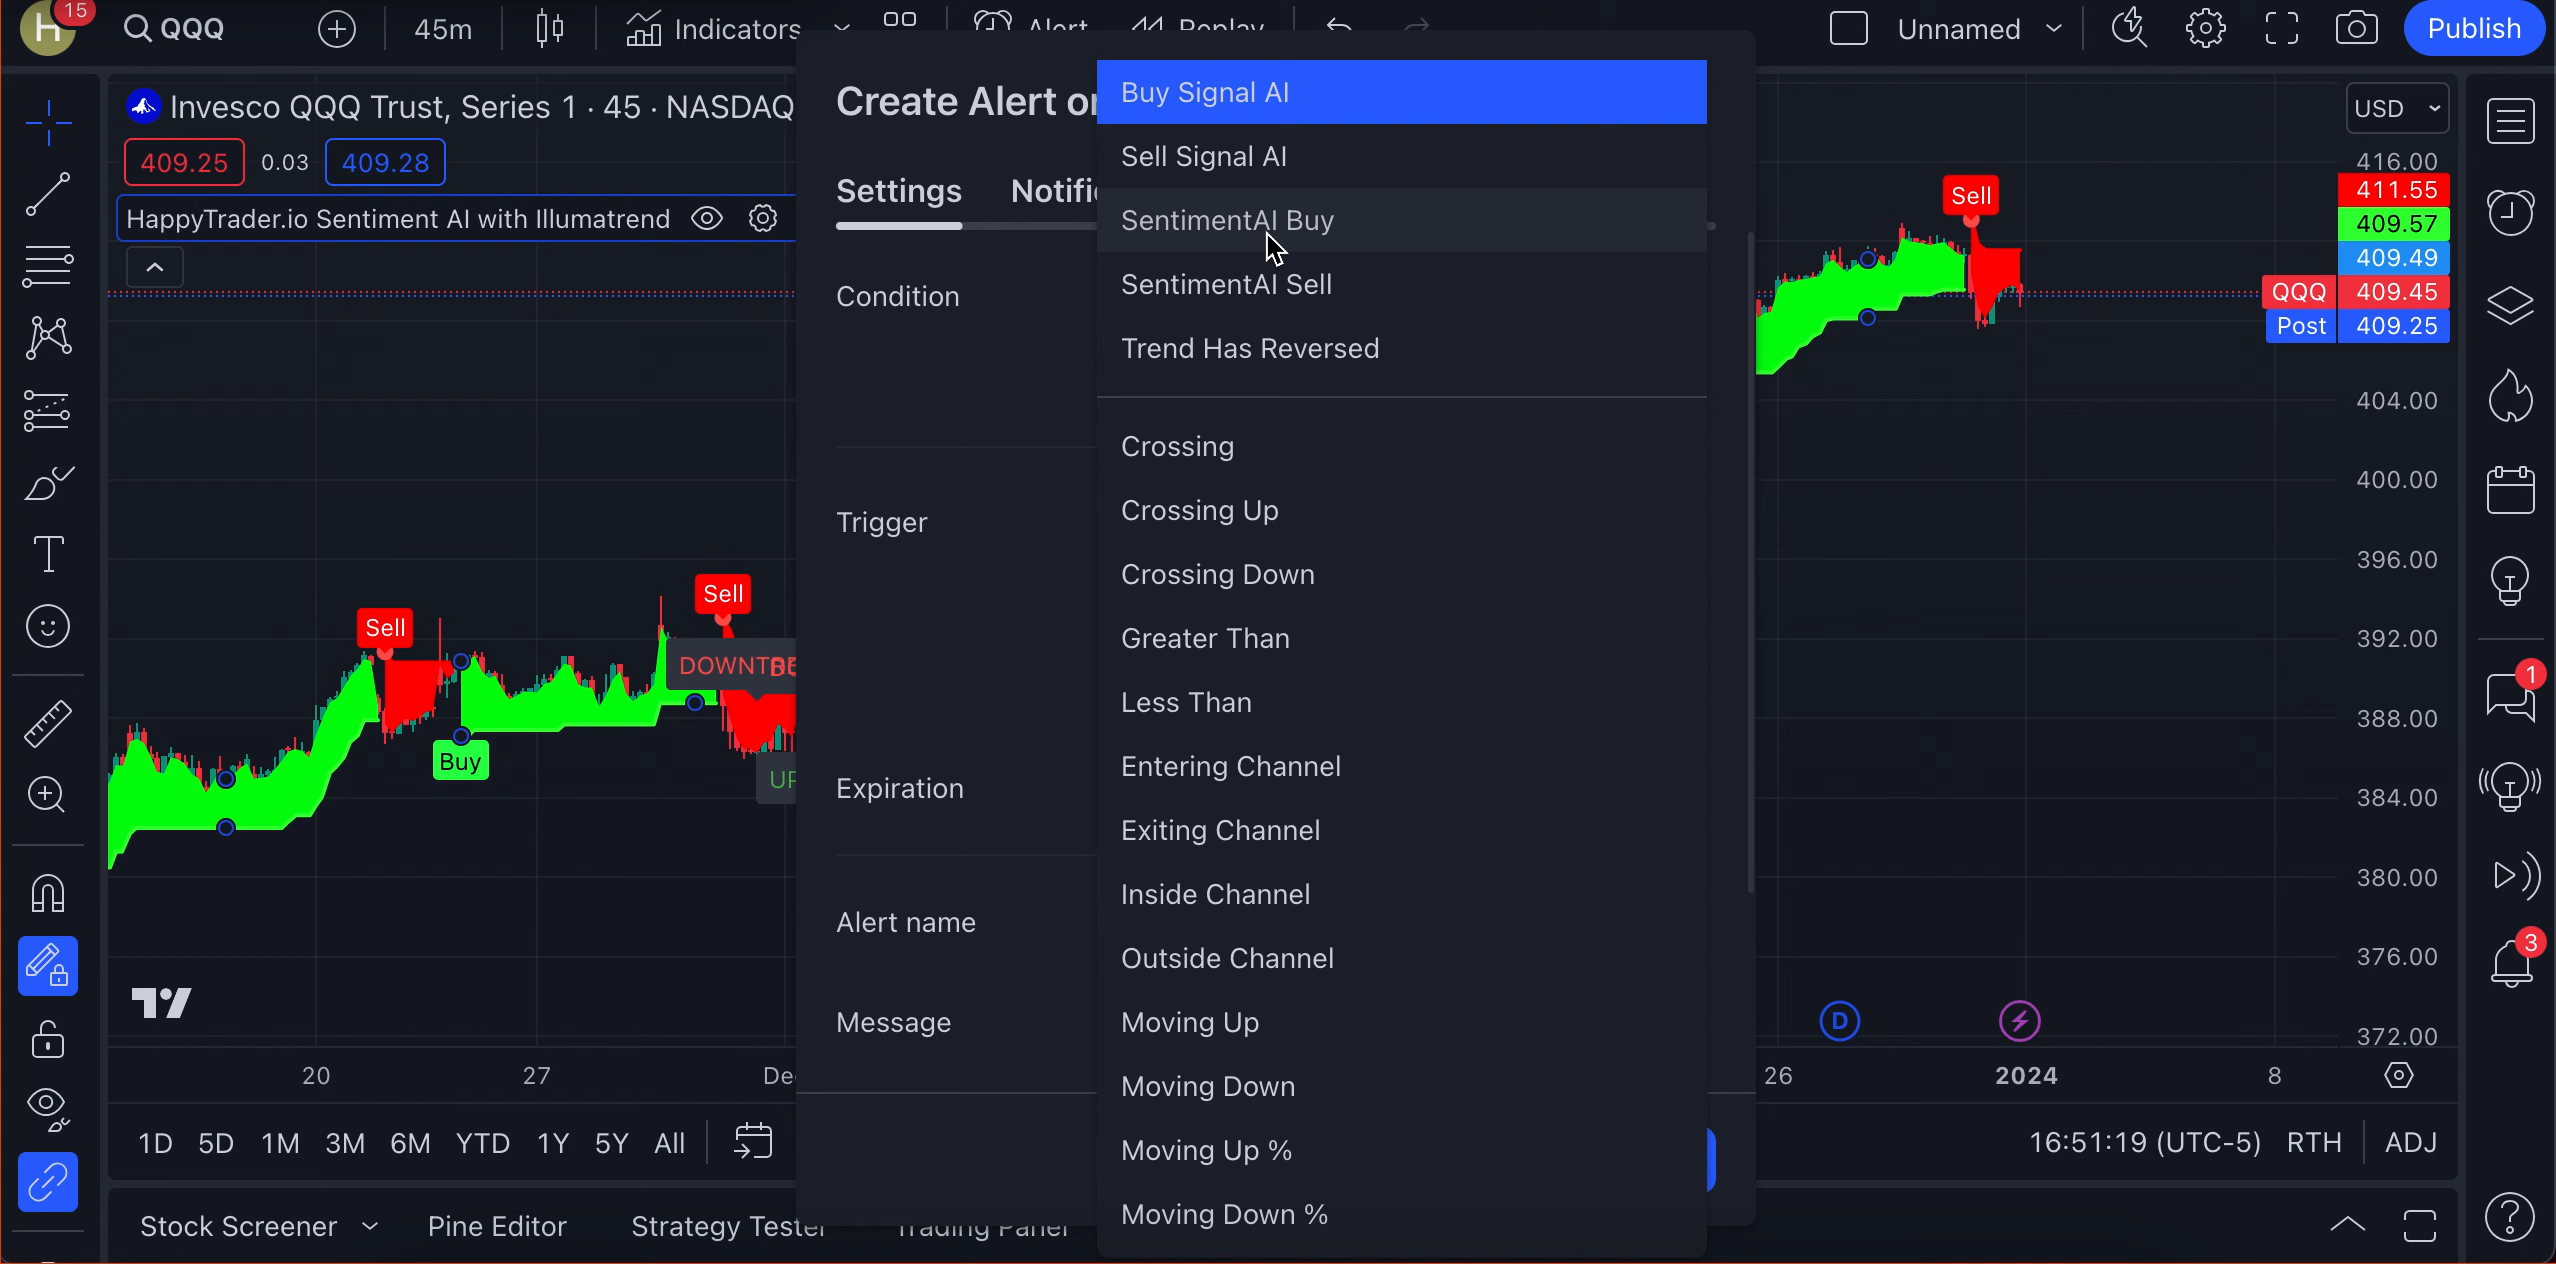 H
15
QQQ
45m
Indicators
Alert
Replay
Unnamed
Publish
Invesco QQQ Trust, Series 1 · 45 · NASDAQ
409.25
0.03
409.28
HappyTrader.io Sentiment AI with Illumatrend
Create Alert
Settings
Condition
Trigger
Expiration
Alert name
Message
Buy Signal AI
Sell Signal AI
SentimentAI Buy
SentimentAI Sell
Trend Has Reversed
Crossing
Crossing Up
Crossing Down
Greater Than
Less Than
Entering Channel
Exiting Channel
Inside Channel
Outside Channel
Moving Up
Moving Down
Moving Up %
Moving Down %
Sell
Buy
Sell
UP
Sell
USD
416.00
411.55
409.57
409.49
QQQ 409.45
Post 409.25
404.00
400.00
396.00
392.00
388.00
384.00
380.00
376.00
372.00
D
20
27
26
2024
8
1D 5D 1M 3M 6M YTD 1Y 5Y All
16:51:19 (UTC-5)
RTH
ADJ
Stock Screener
Pine Editor
Strategy Tester
Trading Panel
1
3